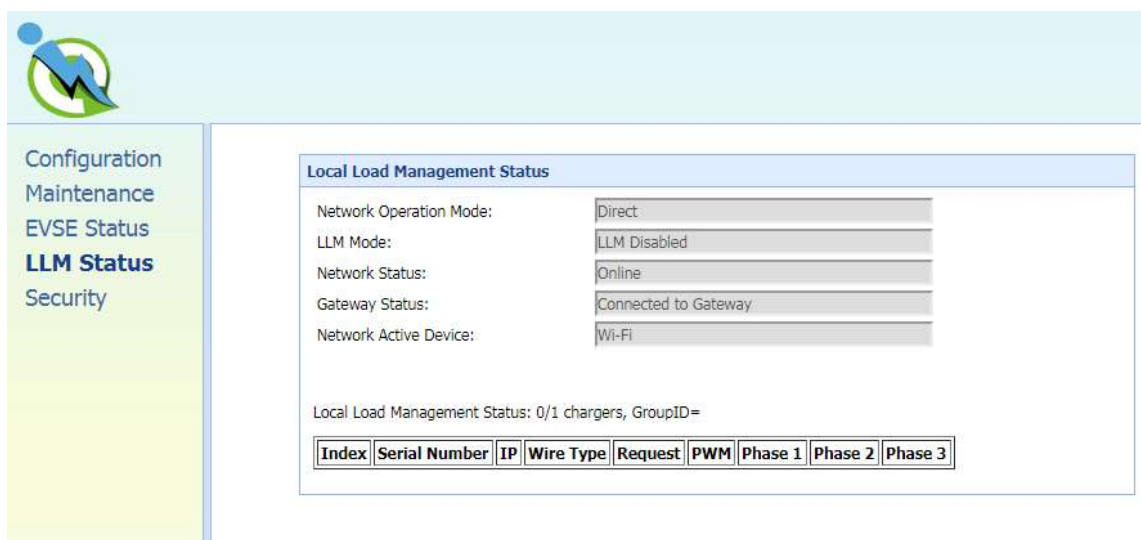 Configuration
Maintenance
EVSE Status
LLM Status
Security
Local Load Management Status
Network Operation Mode: Direct
LLM Mode: LLM Disabled
Network Status: Online
Gateway Status: Connected to Gateway
Network Active Device: Wi-Fi
Local Load Management Status: 0/1 chargers, GroupID=
Index Serial Number IP Wire Type Request PWM Phase 1 Phase 2 Phase 3